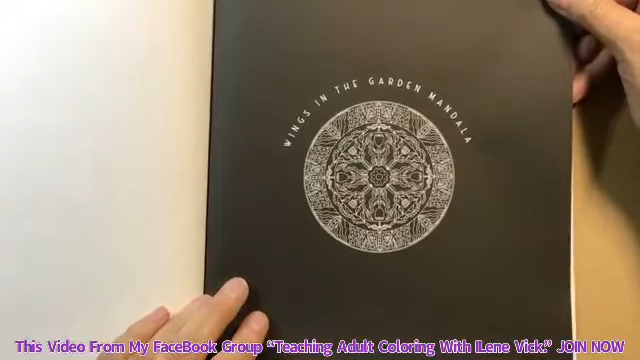 WINGS IN THE GARDEN MANDALA
This Video From My FaceBook Group "Teaching Adult Coloring With ILene Vick" JOIN NOW